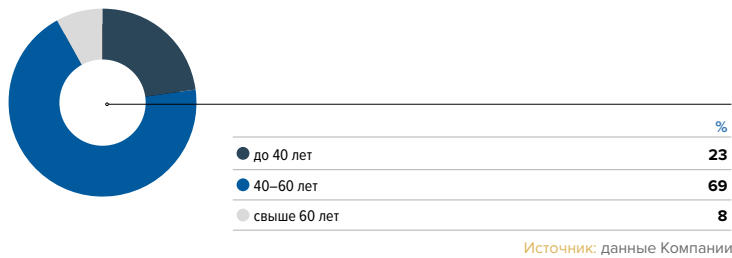 %
до 40 лет 23
40–60 лет 69
свыше 60 лет 8
Источник: данные Компании